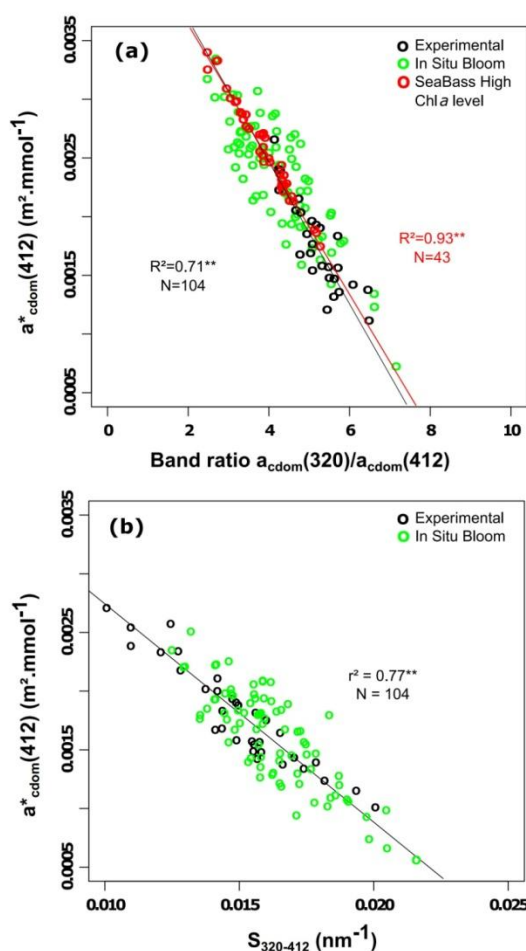 (a)
Experimental
In Situ Bloom
SeaBass High
Chla level
0.0035
0.0025
0.0015
0.0005
a*cdom(412) (m².mmol⁻¹)
R²=0.93**
N=43
R²=0.71**
N=104
0 2 4 6 8 10
Band ratio acdom(320)/acdom(412)
(b)
Experimental
In Situ Bloom
0.0035
0.0025
0.0015
0.0005
a*cdom(412) (m².mmol⁻¹)
r² = 0.77**
N = 104
0.010 0.015 0.020 0.025
S320-412 (nm⁻¹)